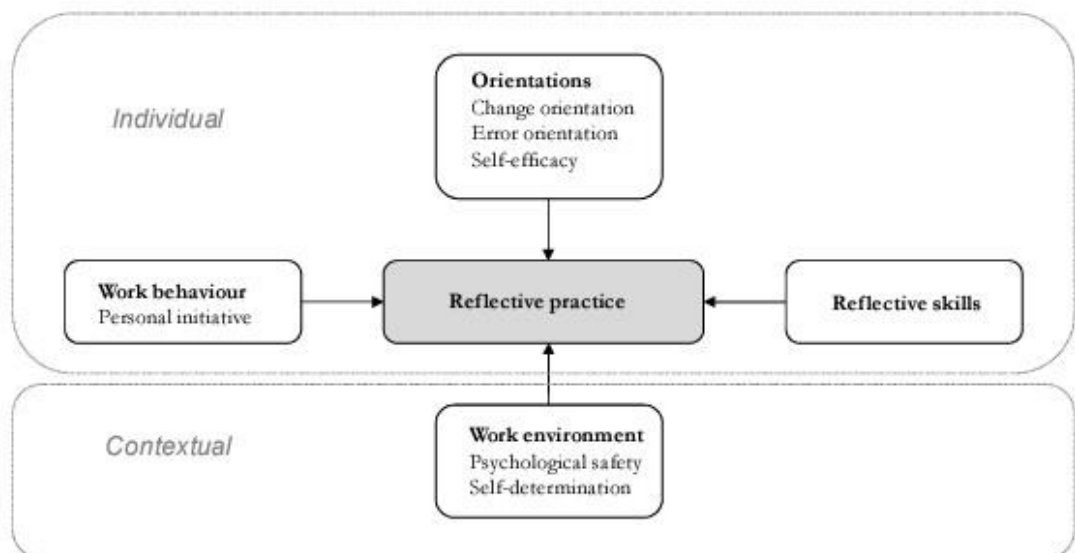 Orientations
Change orientation
Error orientation
Self-efficacy
Individual
Work behaviour
Personal initiative
Reflective practice
Reflective skills
Contextual
Work environment
Psychological safety
Self-determination